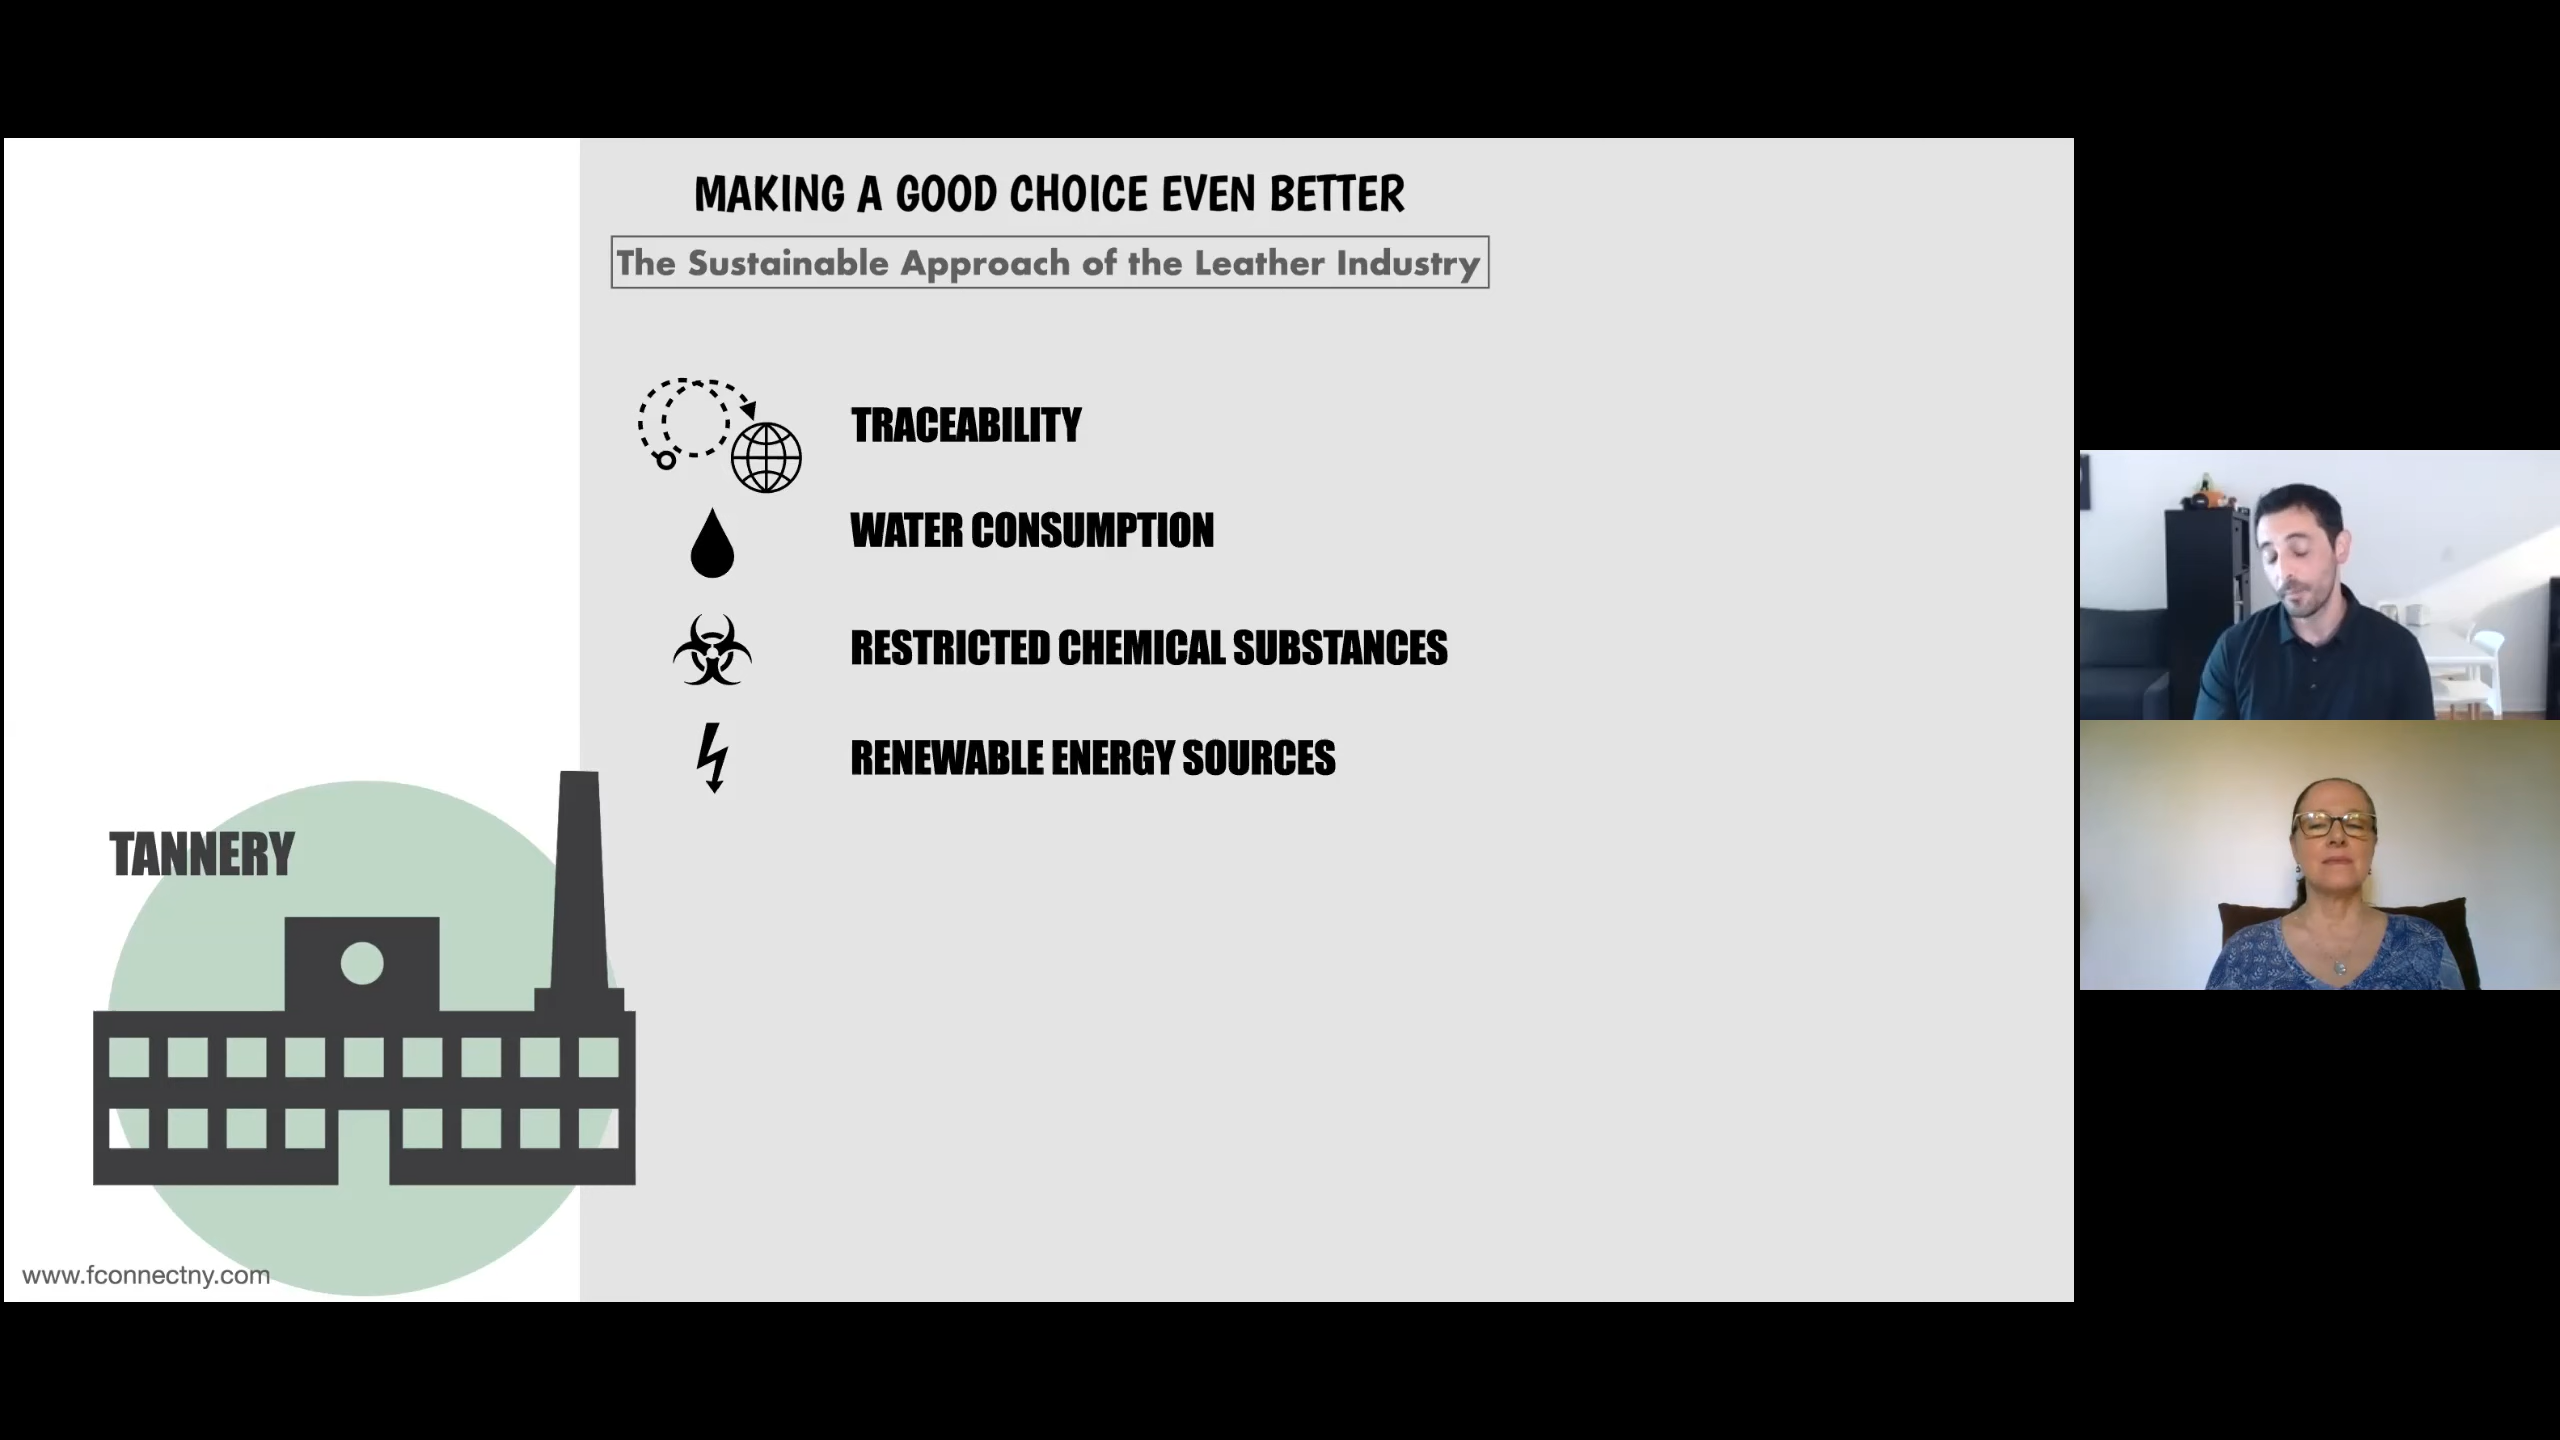 MAKING A GOOD CHOICE EVEN BETTER
The Sustainable Approach of the Leather Industry
TRACEABILITY
WATER CONSUMPTION
RESTRICTED CHEMICAL SUBSTANCES
RENEWABLE ENERGY SOURCES
TANNERY
www.fconnectny.com